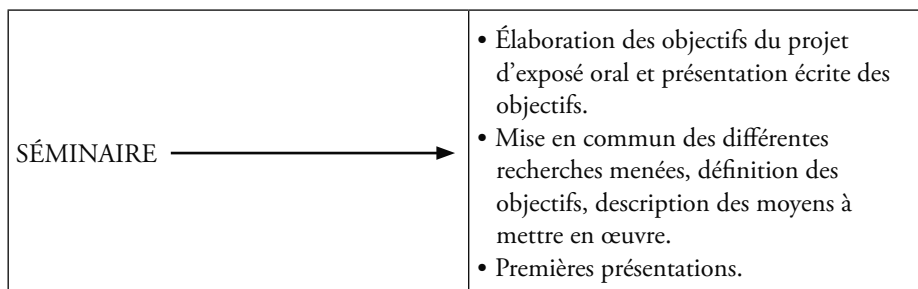 SÉMINAIRE
• Élaboration des objectifs du projet
d’exposé oral et présentation écrite des
objectifs.
• Mise en commun des différentes
recherches menées, définition des
objectifs, description des moyens à
mettre en œuvre.
• Premières présentations.